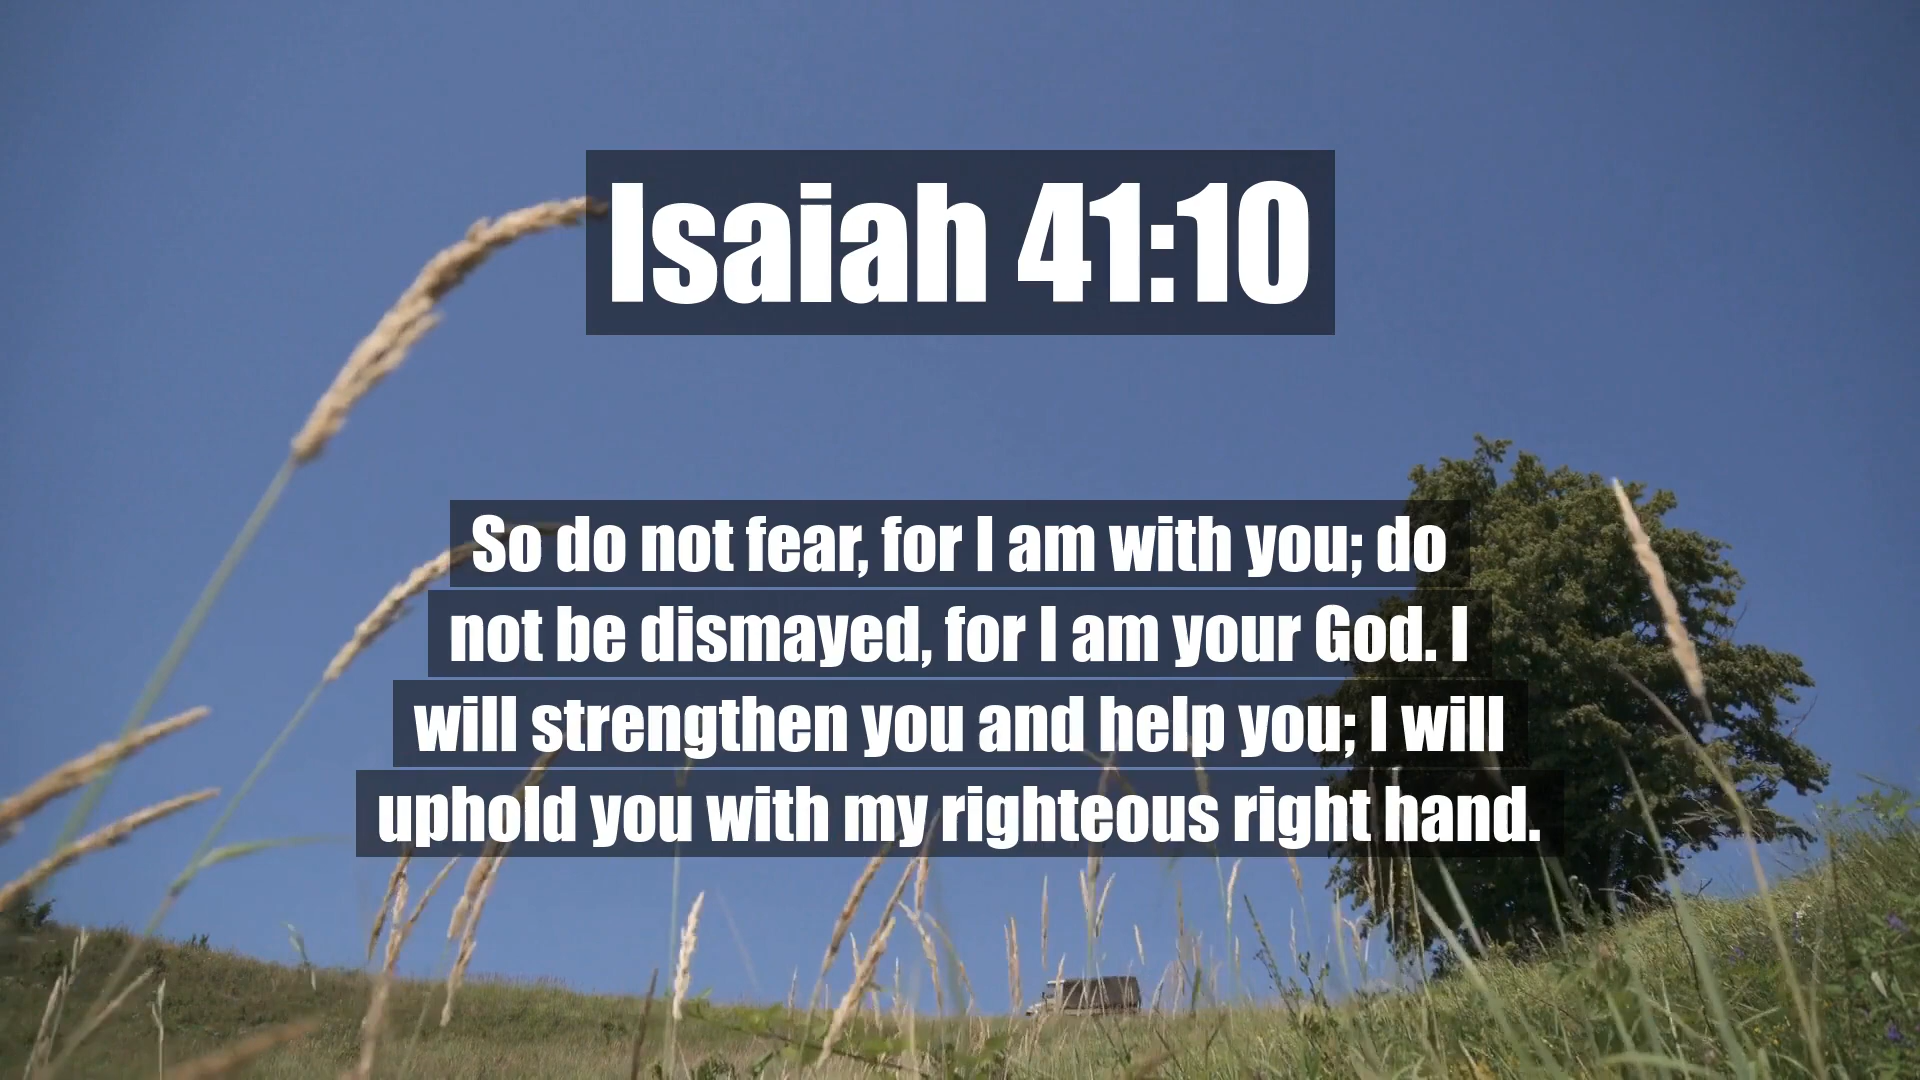 Isaiah 41:10
So do not fear, for I am with you; do
not be dismayed, for I am your God. I
will strengthen you and help you; I will
uphold you with my righteous right hand.